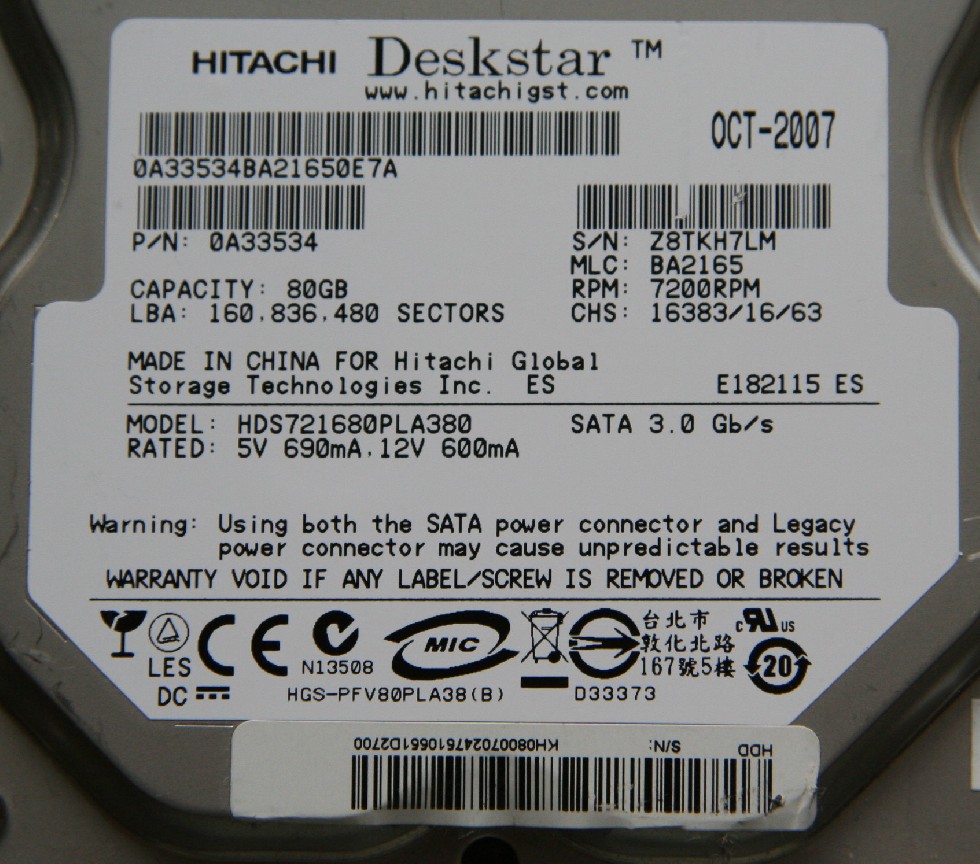 HITACHI Deskstar ™
www.hitachigst.com
OCT-2007
0A33534BA21650E7A
P/N: 0A33534
S/N: Z8TKH7LM
MLC: BA2165
CAPACITY: 80GB
RPM: 7200RPM
LBA: 160,836,480 SECTORS
CHS: 16383/16/63
MADE IN CHINA FOR Hitachi Global
Storage Technologies Inc. ES
E182115 ES
MODEL: HDS721680PLA380
SATA 3.0 Gb/s
RATED: 5V 690mA,12V 600mA
Warning: Using both the SATA power connector and Legacy
power connector may cause unpredictable results
WARRANTY VOID IF ANY LABEL/SCREW IS REMOVED OR BROKEN
LES
CE
N13508
MIC
台北市
敦化北路
167號5樓
c RU US
20
DC
HGS-PFV80PLA38(B)
D33373
HDD S/N: KH0800702476106561D2700